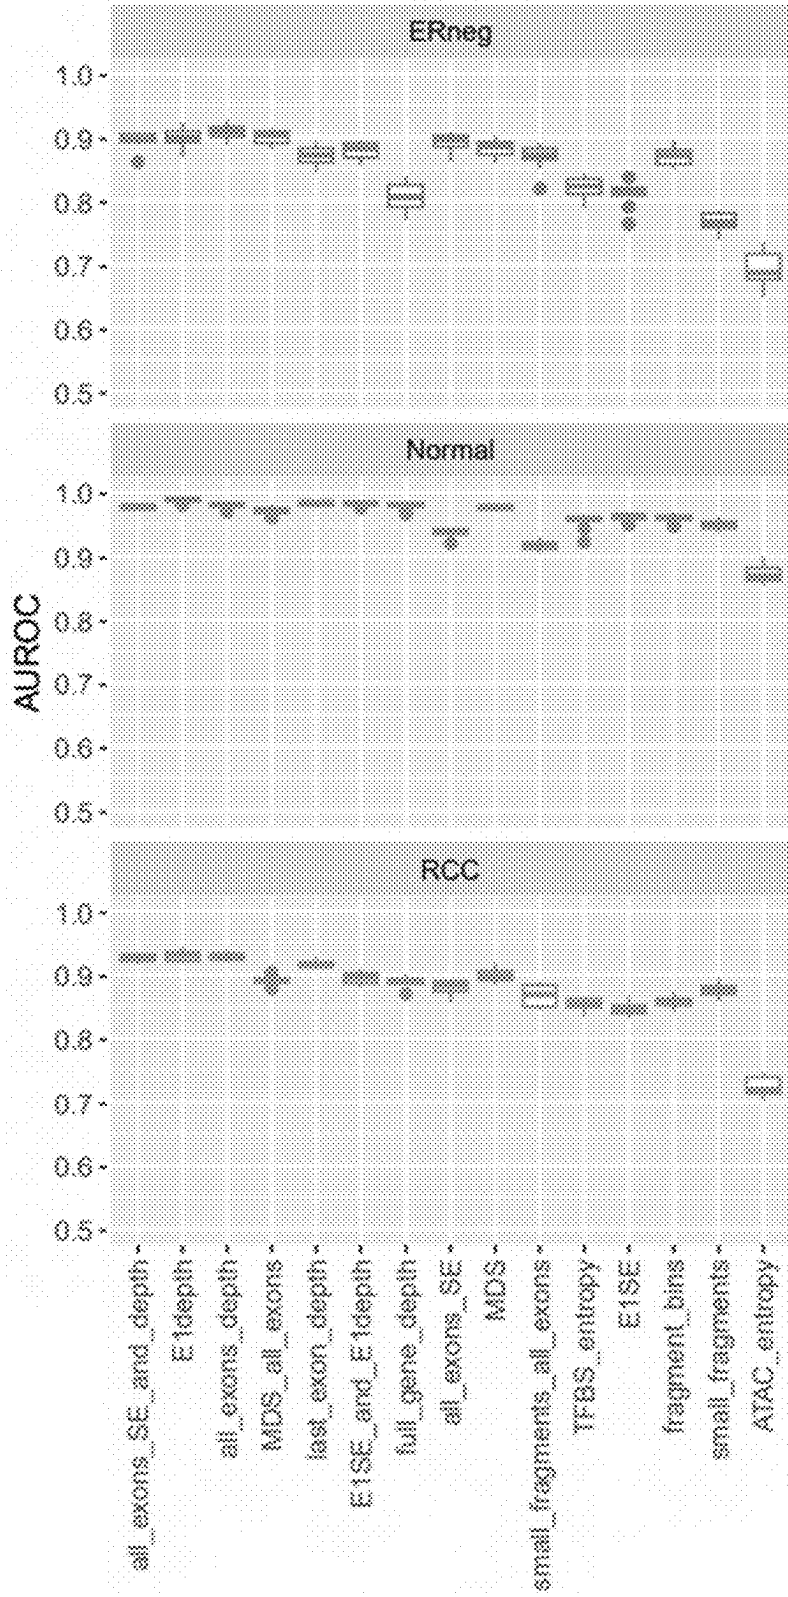 ERneg
1.0
0.9
0.8
0.7
0.6
0.5
Normal
1.0
0.9
0.8
0.7
0.6
0.5
AUROC
RCC
1.0
0.9
0.8
0.7
0.6
0.5
all_exons_SE_and_depth
E1depth
all_exons_depth
MDS_all_exons
last_exon_depth
E1SE_and_E1depth
full_gene_depth
all_exons_SE
MDS
small_fragments_all_exons
TFBS_entropy
E1SE
fragment_bins
small_fragments
ATAC_entropy